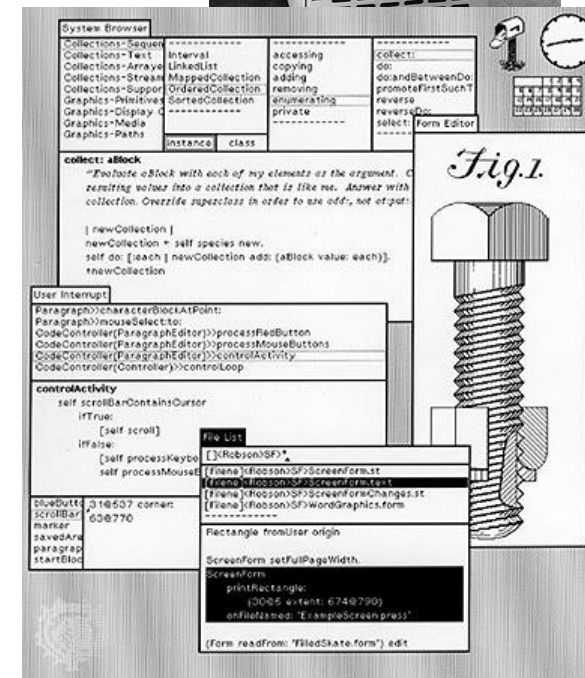 System Browser
Collections-Sequen
Collections-Text
Collections-Arraye
Collections-Stream
Collections-Suppor
Graphics-Primitives
Graphics-Display
Graphics-Media
Graphics-Paths
------------
Interval
LinkedList
MappedCollection
OrderedCollection
SortedCollection
------------
instance class
------------
accessing
copying
adding
removing
enumerating
private
------------
------------
collect:
do:
do:andBetweenDo:
promoteFirstSuchT
reverse
reverseDo:
select:
Form Editor
Fig.1.
collect: aBlock
"Evaluate aBlock with each of my elements as the argument. C
resulting values into a collection that is like me. Answer with
collection. Override superclass in order to use add:, not at:put:.
| newCollection |
newCollection ← self species new.
self do: [:each | newCollection add: (aBlock value: each)].
↑newCollection
User Interrupt
Paragraph>>characterBlockAtPoint:
Paragraph>>mouseSelect:to:
CodeController(ParagraphEditor)>>processRedButton
CodeController(ParagraphEditor)>>processMouseButtons
CodeController(ParagraphEditor)>>controlActivity
CodeController(Controller)>>controlLoop
controlActivity
self scrollBarContainsCursor
ifTrue:
[self scroll]
ifFalse:
[self processKeybo
self processMouseB
blueButto
scrollBar
marker
savedAre
paragrap
startBloc
31@537 corner:
63@770
File List
[]<Robson>SF>*
[filene]<Robson>SF>ScreenForm.st
[filene]<Robson>SF>ScreenForm.text
[filene]<Robson>SF>ScreenFormChanges.st
[filene]<Robson>SF>WordGraphics.form
------------
Rectangle fromUser origin
ScreenForm setFullPageWidth.
ScreenForm
printRectangle:
(30@5 extent: 674@790)
onFileNamed: 'ExampleScreen.press'
(Form readFrom: 'FilledSkate.form') edit